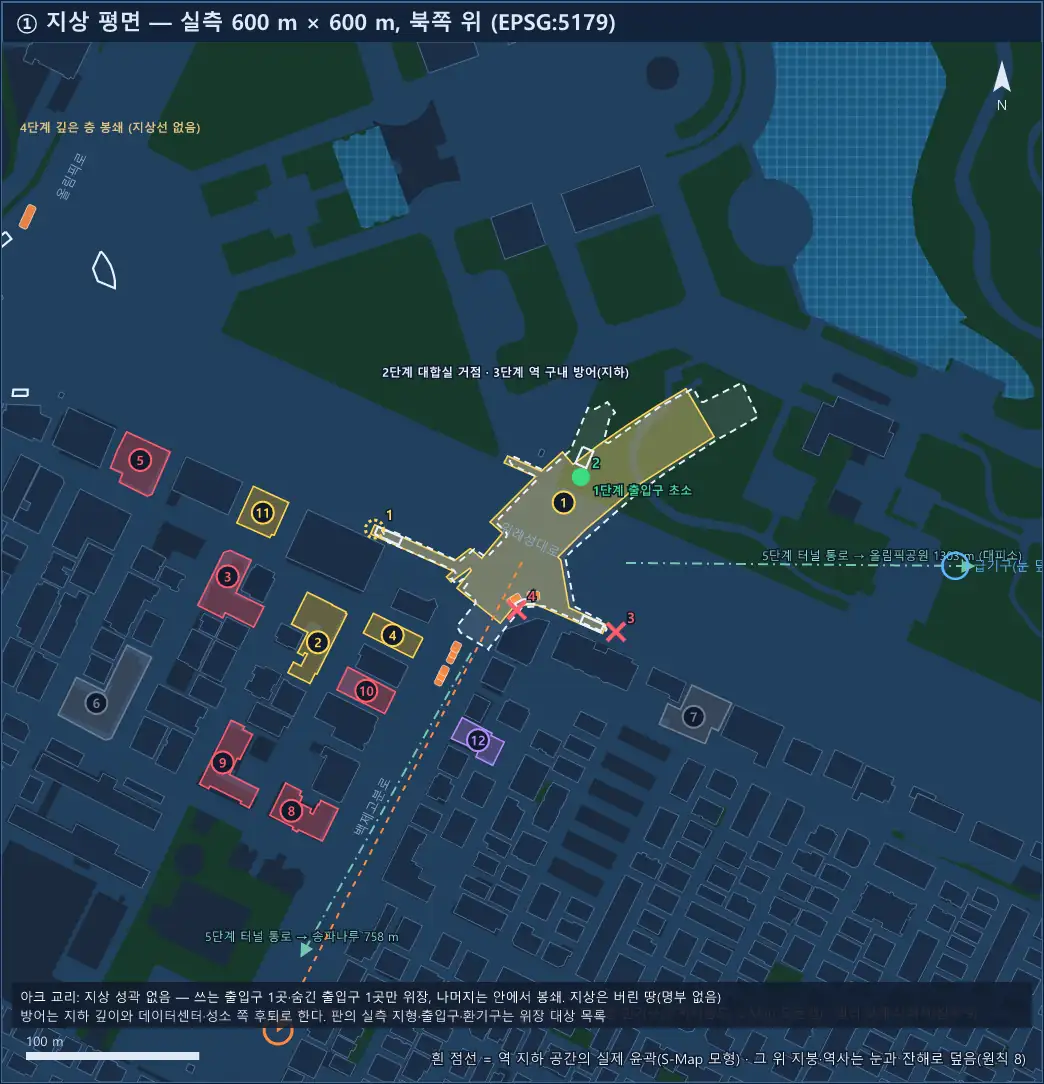 ① 지상 평면 — 실측 600 m × 600 m, 북쪽 위 (EPSG:5179)
N
4단계 깊은 층 봉쇄 (지상선 없음)
올림픽로
2단계 대합실 거점 · 3단계 역 구내 방어(지하)
5
2
1단계 출입구 초소
1
11
1
위례성대로
5단계 터널 통로 → 올림픽공원 1303 m (대피소)
3
4
3
2
4
10
6
7
12
9
8
백제고분로
5단계 터널 통로 → 송파나루 758 m
아크 교리: 지상 성곽 없음 — 쓰는 출입구 1곳·숨긴 출입구 1곳만 위장, 나머지는 안에서 봉쇄. 지상은 버린 땅(명부 없음)
방어는 지하 깊이와 데이터센터·성소 쪽 후퇴로 한다. 판의 실측 지형·출입구·환기구는 위장 대상 목록
100 m
흰 점선 = 역 지하 공간의 실제 윤곽(S-Map 모형) · 그 위 지붕·역사는 눈과 잔해로 덮음(원칙 8)